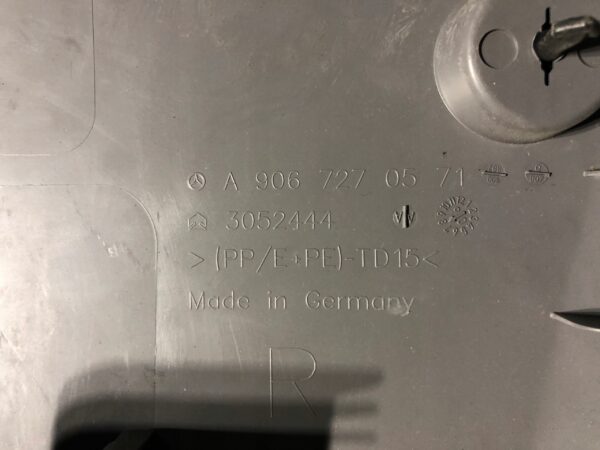 A 906 727 05 71
3052444
>(PP/E+PE)-TD15<
Made in Germany
R